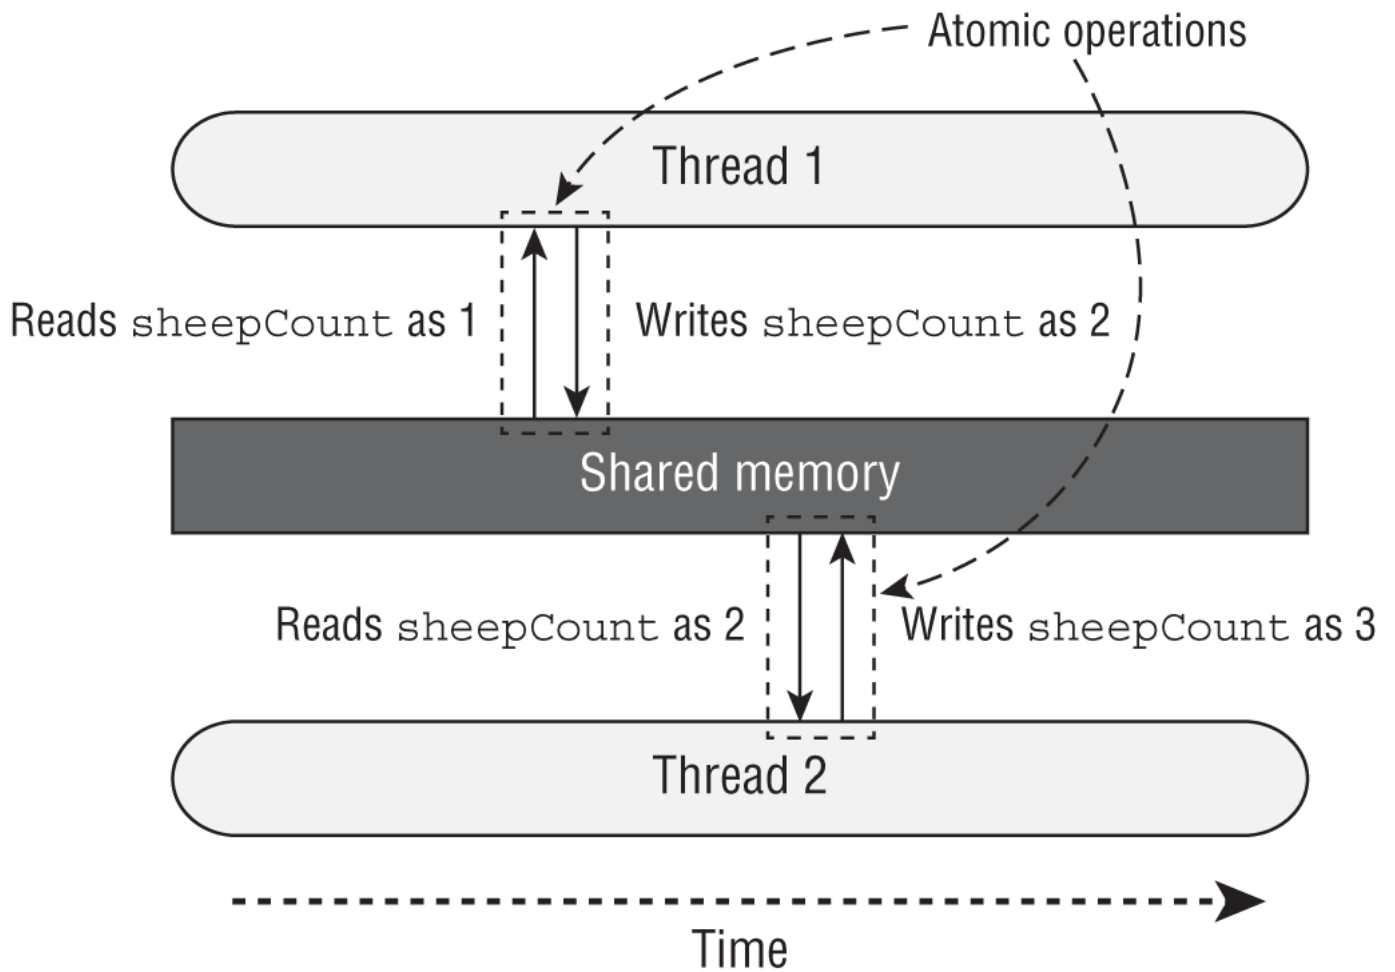 Atomic operations
Thread 1
Reads sheepCount as 1
Writes sheepCount as 2
Shared memory
Reads sheepCount as 2
Writes sheepCount as 3
Thread 2
Time